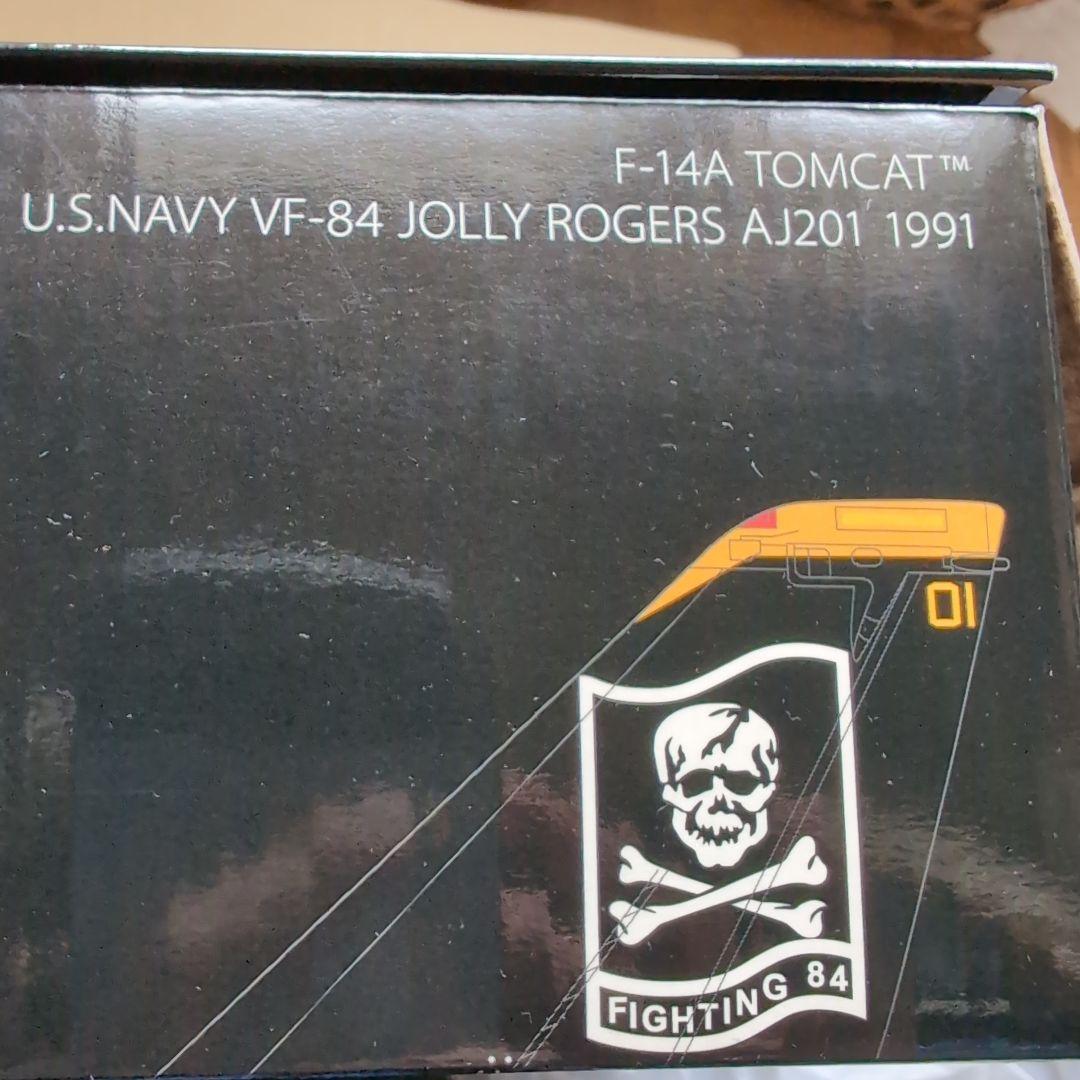 F-14A TOMCAT™
U.S.NAVY VF-84 JOLLY ROGERS AJ201 1991
01
FIGHTING 84